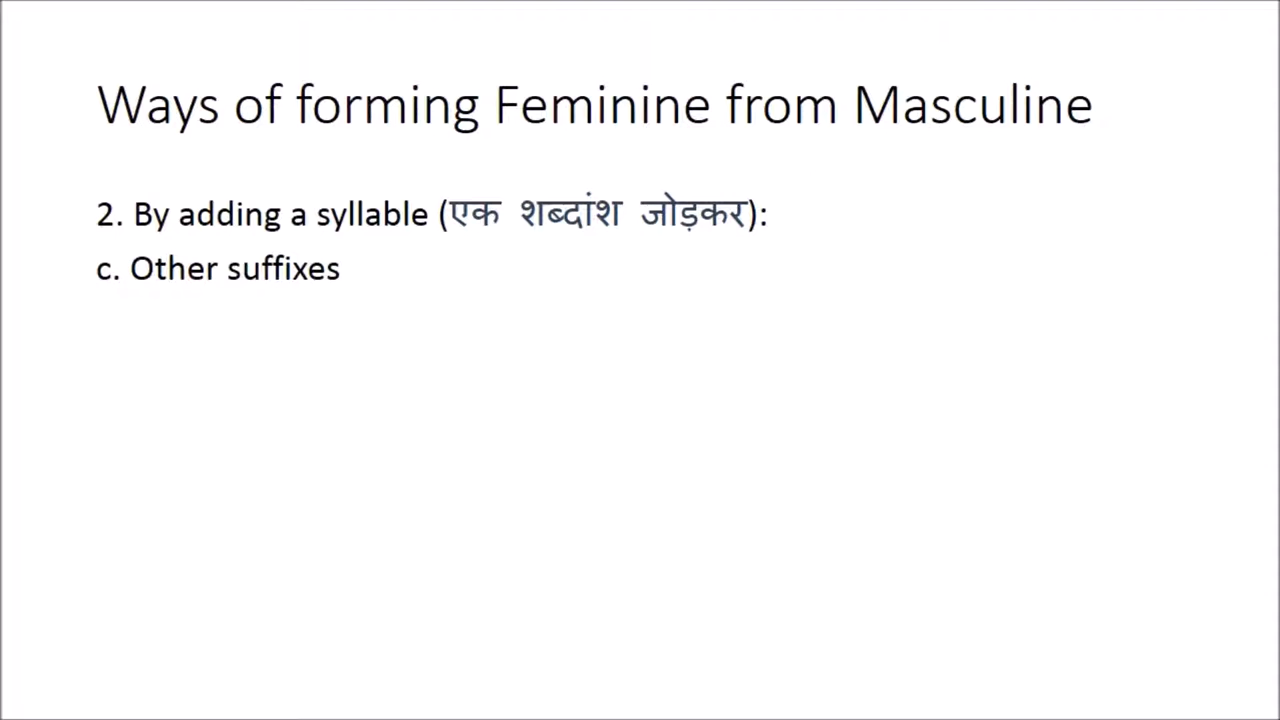 Ways of forming Feminine from Masculine
2. By adding a syllable (एक शब्दांश जोड़कर):
c. Other suffixes